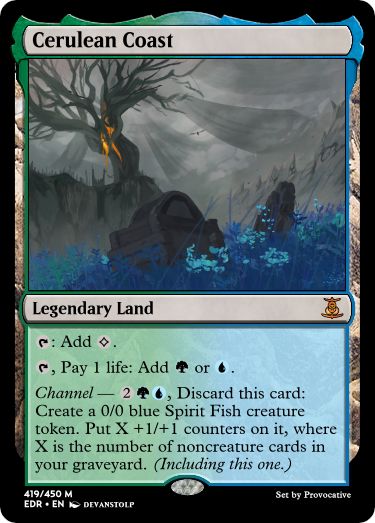 Cerulean Coast
Legendary Land
: Add .
, Pay 1 life: Add or .
Channel — 2 , Discard this card:
Create a 0/0 blue Spirit Fish creature
token. Put X +1/+1 counters on it, where
X is the number of noncreature cards in
your graveyard. (Including this one.)
419/450 M
EDR • EN DEVANSTOLP
Set by Provocative